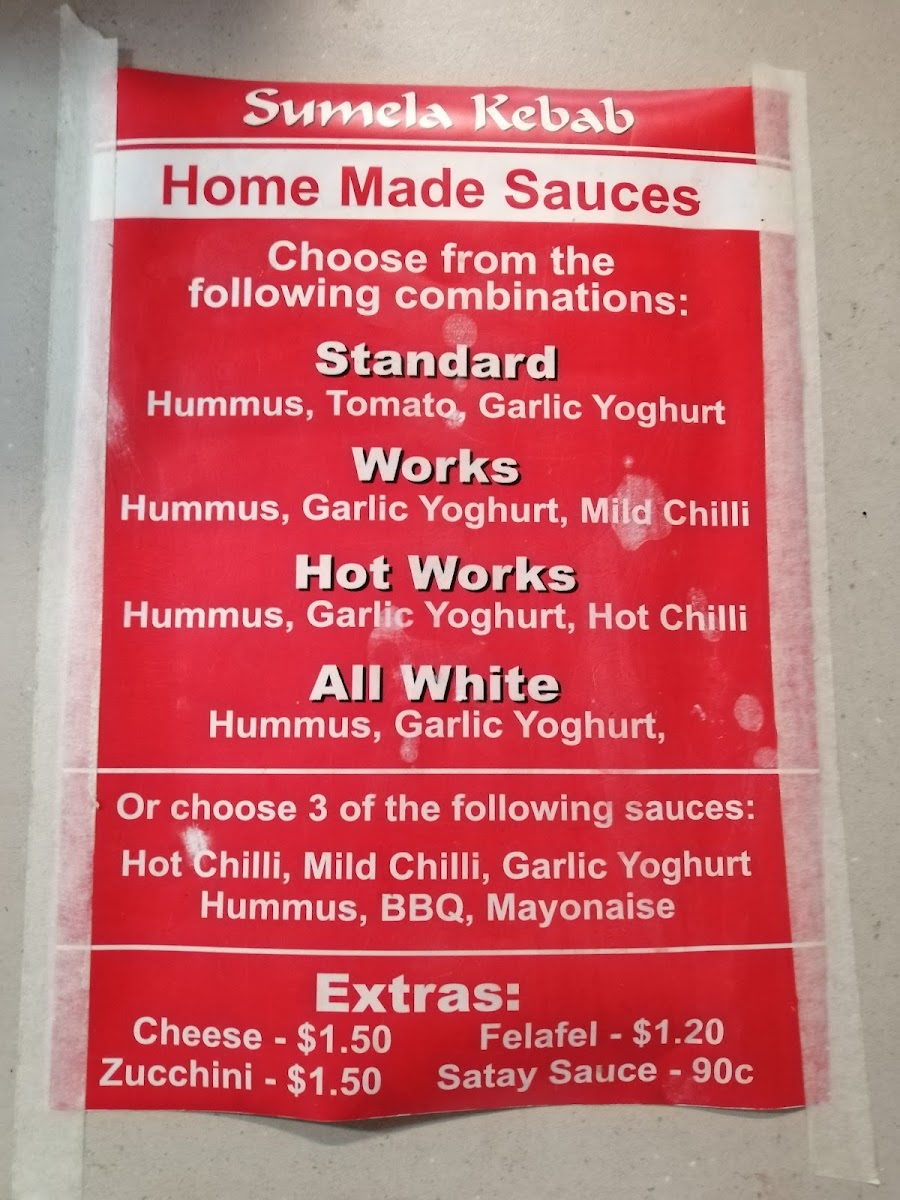 Sumela Kebab
Home Made Sauces
Choose from the
following combinations:
Standard
Hummus, Tomato, Garlic Yoghurt
Works
Hummus, Garlic Yoghurt, Mild Chilli
Hot Works
Hummus, Garlic Yoghurt, Hot Chilli
All White
Hummus, Garlic Yoghurt,
Or choose 3 of the following sauces:
Hot Chilli, Mild Chilli, Garlic Yoghurt
Hummus, BBQ, Mayonaise
Extras:
Cheese - $1.50 Felafel - $1.20
Zucchini - $1.50 Satay Sauce - 90c